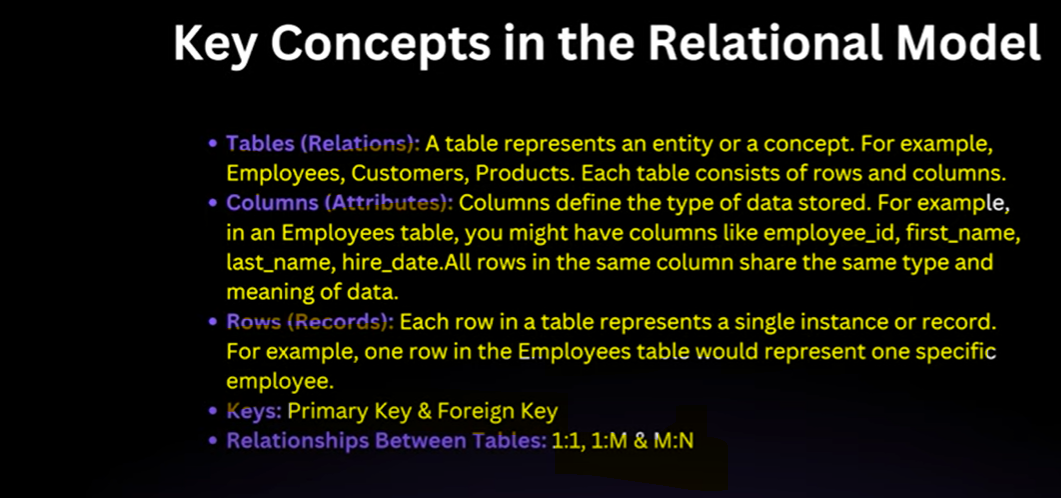 Key Concepts in the Relational Model
• Tables (Relations): A table represents an entity or a concept. For example,
Employees, Customers, Products. Each table consists of rows and columns.
• Columns (Attributes): Columns define the type of data stored. For example,
in an Employees table, you might have columns like employee_id, first_name,
last_name, hire_date.All rows in the same column share the same type and
meaning of data.
• Rows (Records): Each row in a table represents a single instance or record.
For example, one row in the Employees table would represent one specific
employee.
• Keys: Primary Key & Foreign Key
• Relationships Between Tables: 1:1, 1:M & M:N